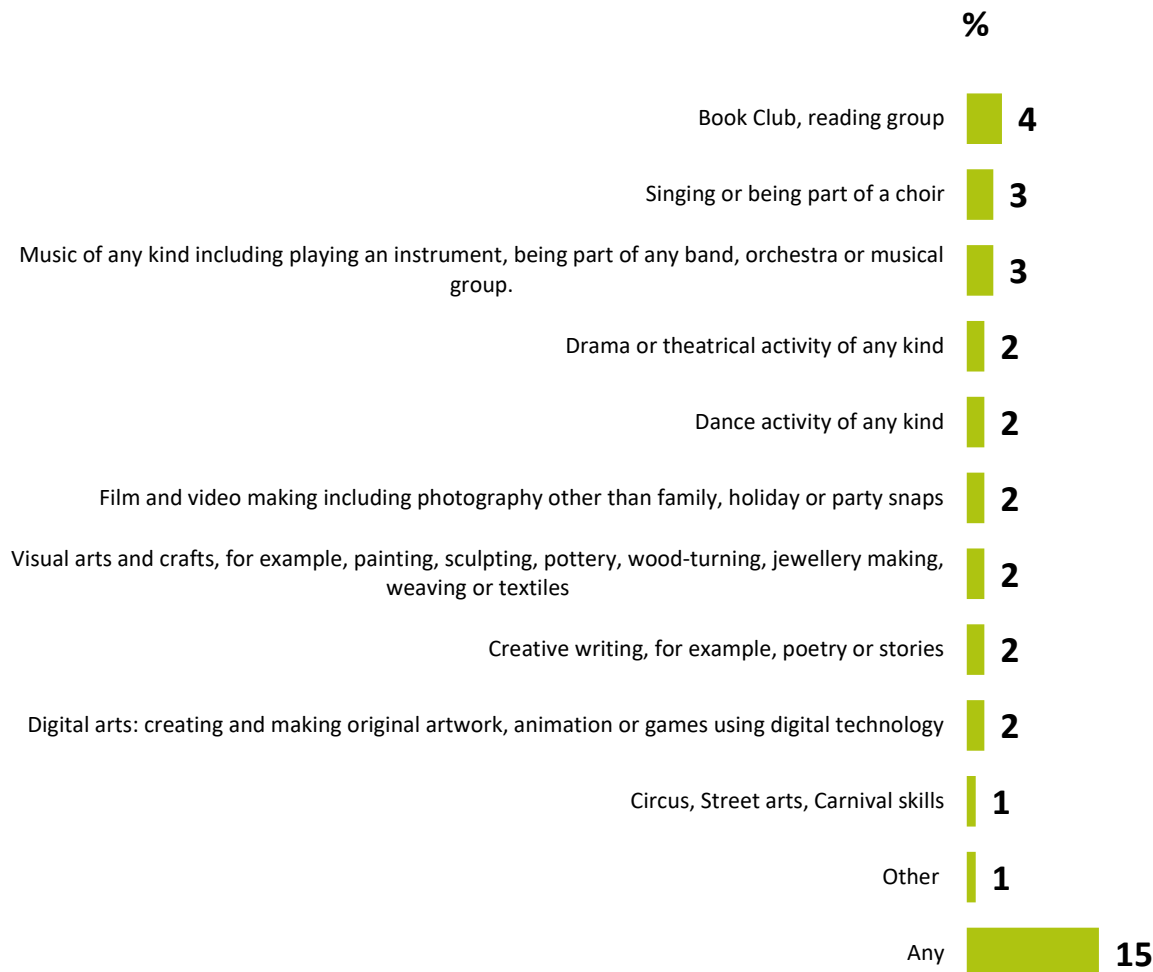 %
Book Club, reading group 4
Singing or being part of a choir 3
Music of any kind including playing an instrument, being part of any band, orchestra or musical
group. 3
Drama or theatrical activity of any kind 2
Dance activity of any kind 2
Film and video making including photography other than family, holiday or party snaps 2
Visual arts and crafts, for example, painting, sculpting, pottery, wood-turning, jewellery making,
weaving or textiles 2
Creative writing, for example, poetry or stories 2
Digital arts: creating and making original artwork, animation or games using digital technology 2
Circus, Street arts, Carnival skills 1
Other 1
Any 15